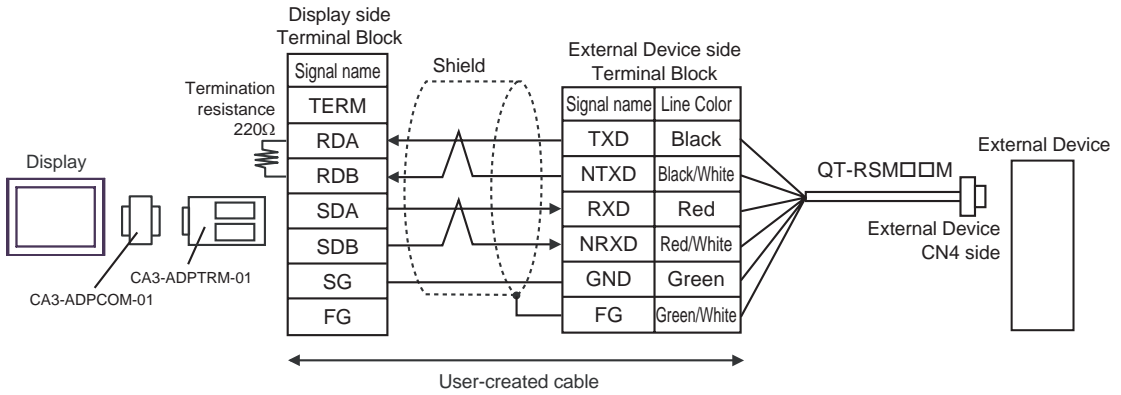 Display side
Terminal Block
Signal name
TERM
RDA
RDB
SDA
SDB
SG
FG
Termination
resistance
220Ω
Shield
External Device side
Terminal Block
Signal name Line Color
TXD Black
NTXD Black/White
RXD Red
NRXD Red/White
GND Green
FG Green/White
QT-RSM□□M
External Device
CN4 side
External Device
Display
CA3-ADPCOM-01
CA3-ADPTRM-01
User-created cable